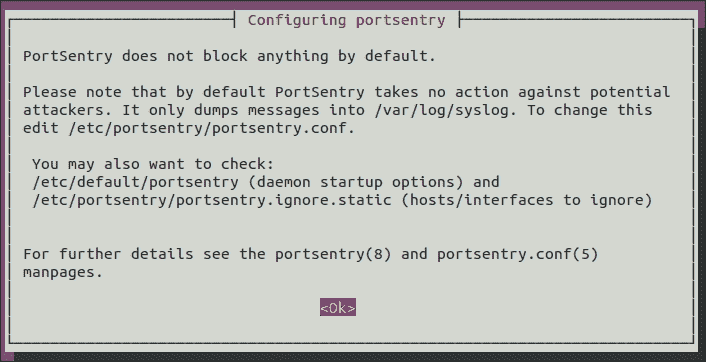 Configuring portsentry
PortSentry does not block anything by default.
Please note that by default PortSentry takes no action against potential
attackers. It only dumps messages into /var/log/syslog. To change this
edit /etc/portsentry/portsentry.conf.
You may also want to check:
/etc/default/portsentry (daemon startup options) and
/etc/portsentry/portsentry.ignore.static (hosts/interfaces to ignore)
For further details see the portsentry(8) and portsentry.conf(5)
manpages.
<Ok>